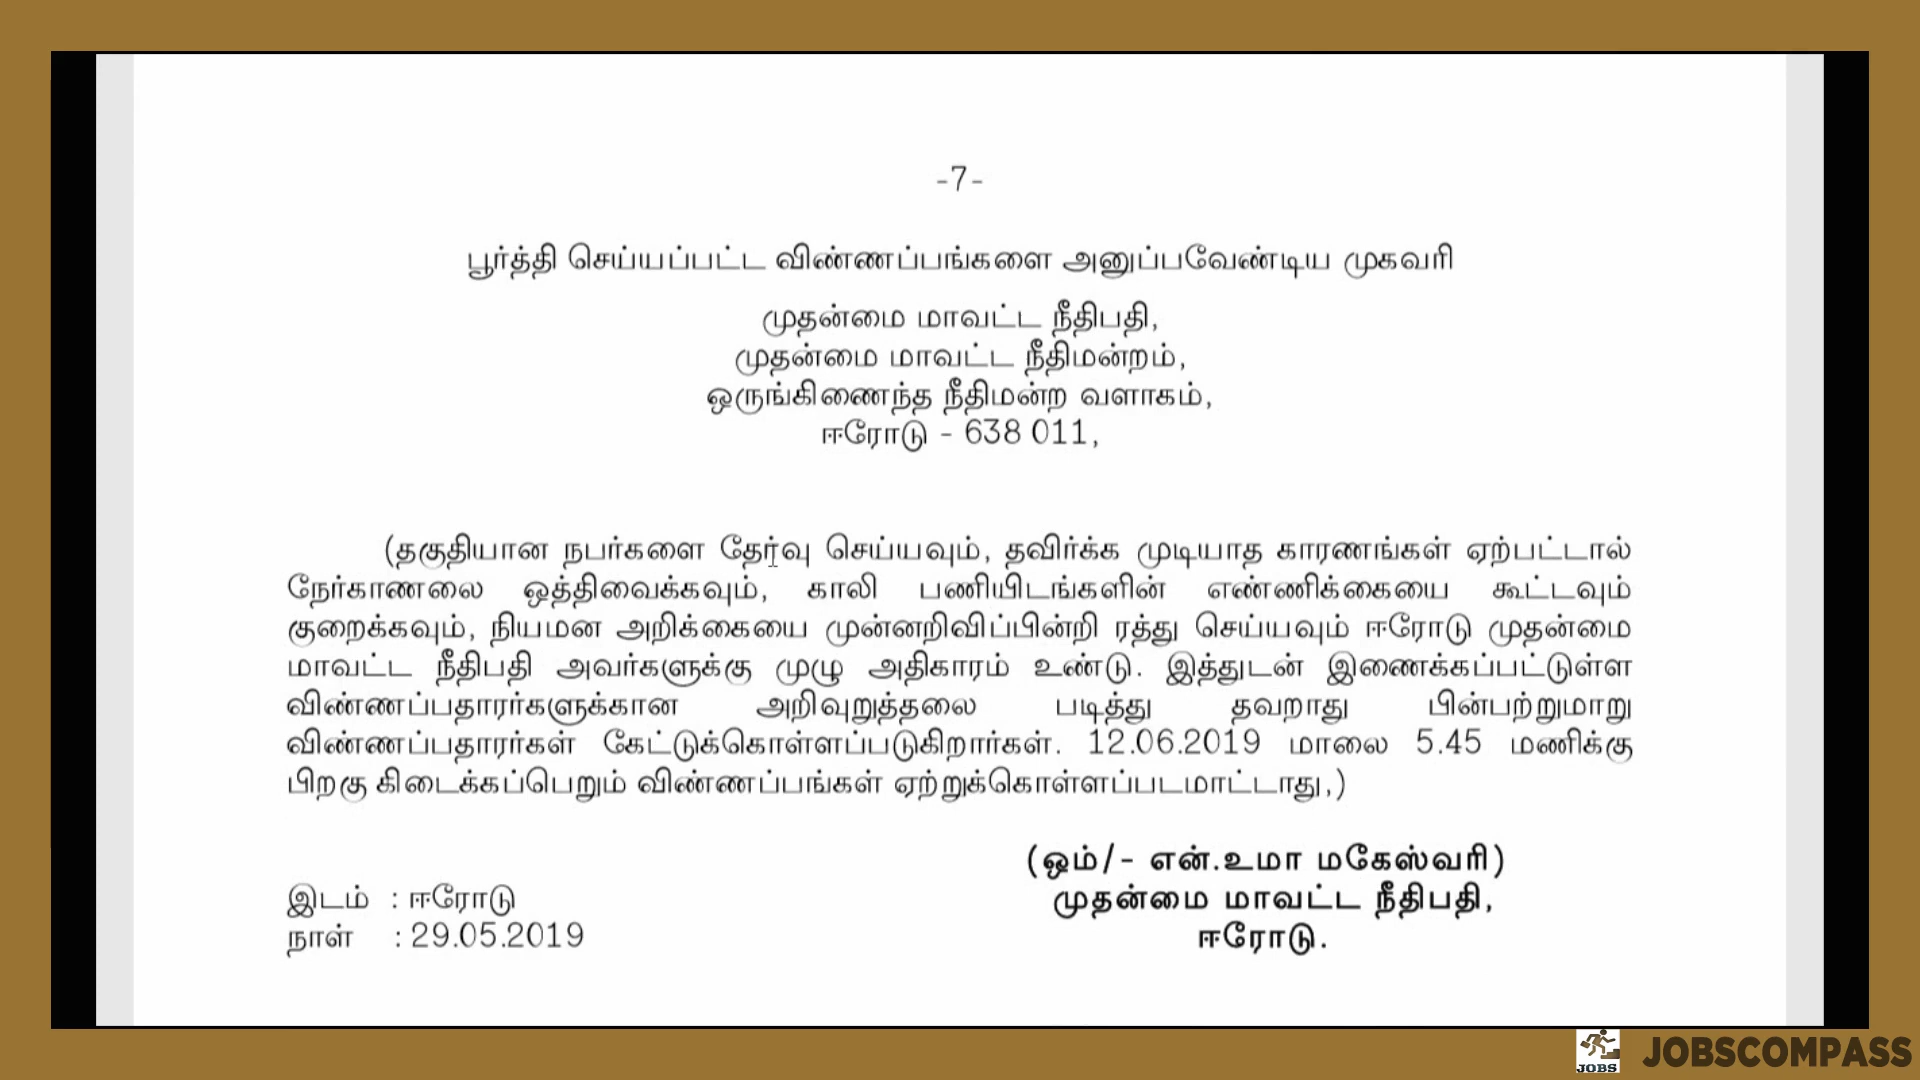 -7-
பூர்த்தி செய்யப்பட்ட விண்ணப்பங்களை அனுப்பவேண்டிய முகவரி
முதன்மை மாவட்ட நீதிபதி,
முதன்மை மாவட்ட நீதிமன்றம்,
ஒருங்கிணைந்த நீதிமன்ற வளாகம்,
ஈரோடு - 638 011,
(தகுதியான நபர்களை தேர்வு செய்யவும், தவிர்க்க முடியாத காரணங்கள் ஏற்பட்டால்
நேர்காணலை ஒத்திவைக்கவும், காலி பணியிடங்களின் எண்ணிக்கையை கூட்டவும்
குறைக்கவும், நியமன அறிக்கையை முன்னறிவிப்பின்றி ரத்து செய்யவும் ஈரோடு முதன்மை
மாவட்ட நீதிபதி அவர்களுக்கு முழு அதிகாரம் உண்டு. இத்துடன் இணைக்கப்பட்டுள்ள
விண்ணப்பதாரர்களுக்கான அறிவுறுத்தலை படித்து தவறாது பின்பற்றுமாறு
விண்ணப்பதாரர்கள் கேட்டுக்கொள்ளப்படுகிறார்கள். 12.06.2019 மாலை 5.45 மணிக்கு
பிறகு கிடைக்கப்பெறும் விண்ணப்பங்கள் ஏற்றுக்கொள்ளப்படமாட்டாது,)
(ஒம்/- என்.உமா மகேஸ்வரி)
முதன்மை மாவட்ட நீதிபதி,
ஈரோடு.
இடம் : ஈரோடு
நாள் : 29.05.2019
JOBS
JOBSCOMPASS